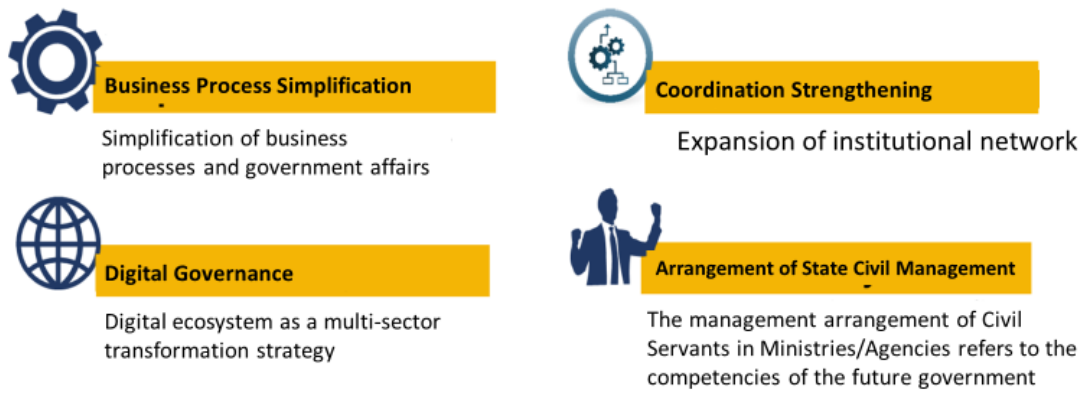 Business Process Simplification
Simplification of business
processes and government affairs
Coordination Strengthening
Expansion of institutional network
Digital Governance
Digital ecosystem as a multi-sector
transformation strategy
Arrangement of State Civil Management
The management arrangement of Civil
Servants in Ministries/Agencies refers to the
competencies of the future government